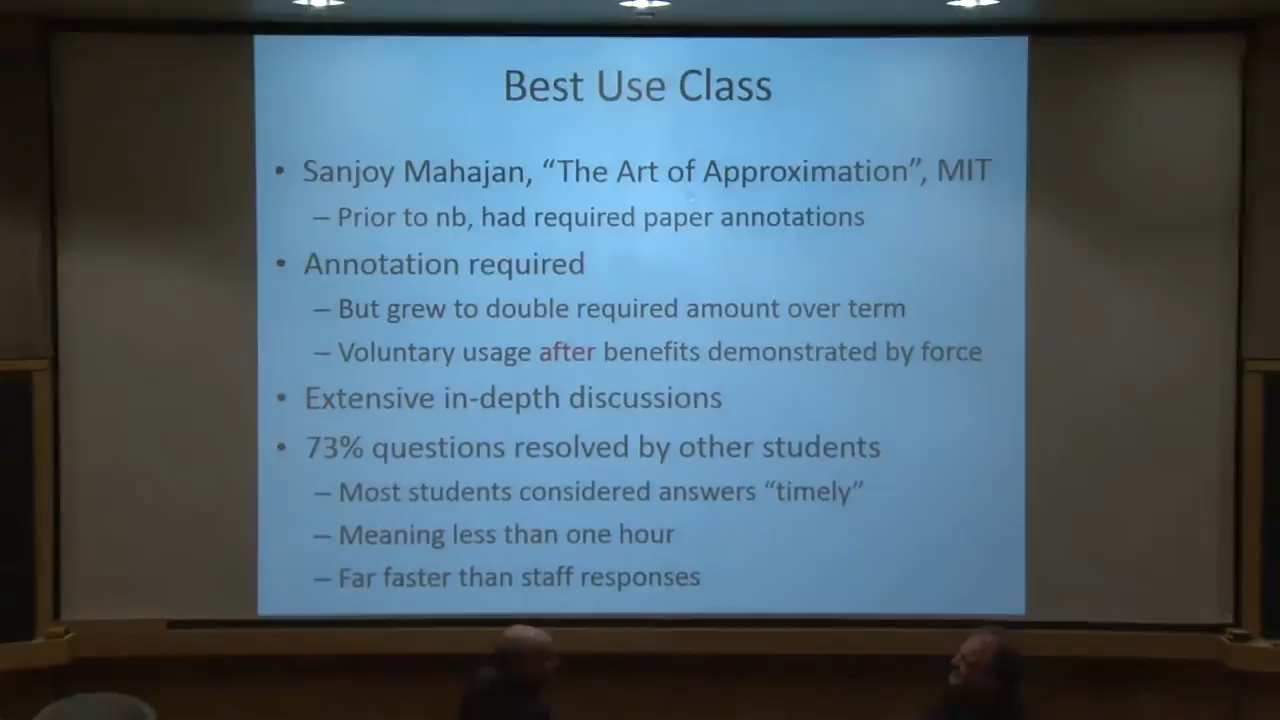 Best Use Class
• Sanjoy Mahajan, “The Art of Approximation”, MIT
– Prior to nb, had required paper annotations
• Annotation required
– But grew to double required amount over term
– Voluntary usage after benefits demonstrated by force
• Extensive in-depth discussions
• 73% questions resolved by other students
– Most students considered answers “timely”
– Meaning less than one hour
– Far faster than staff responses